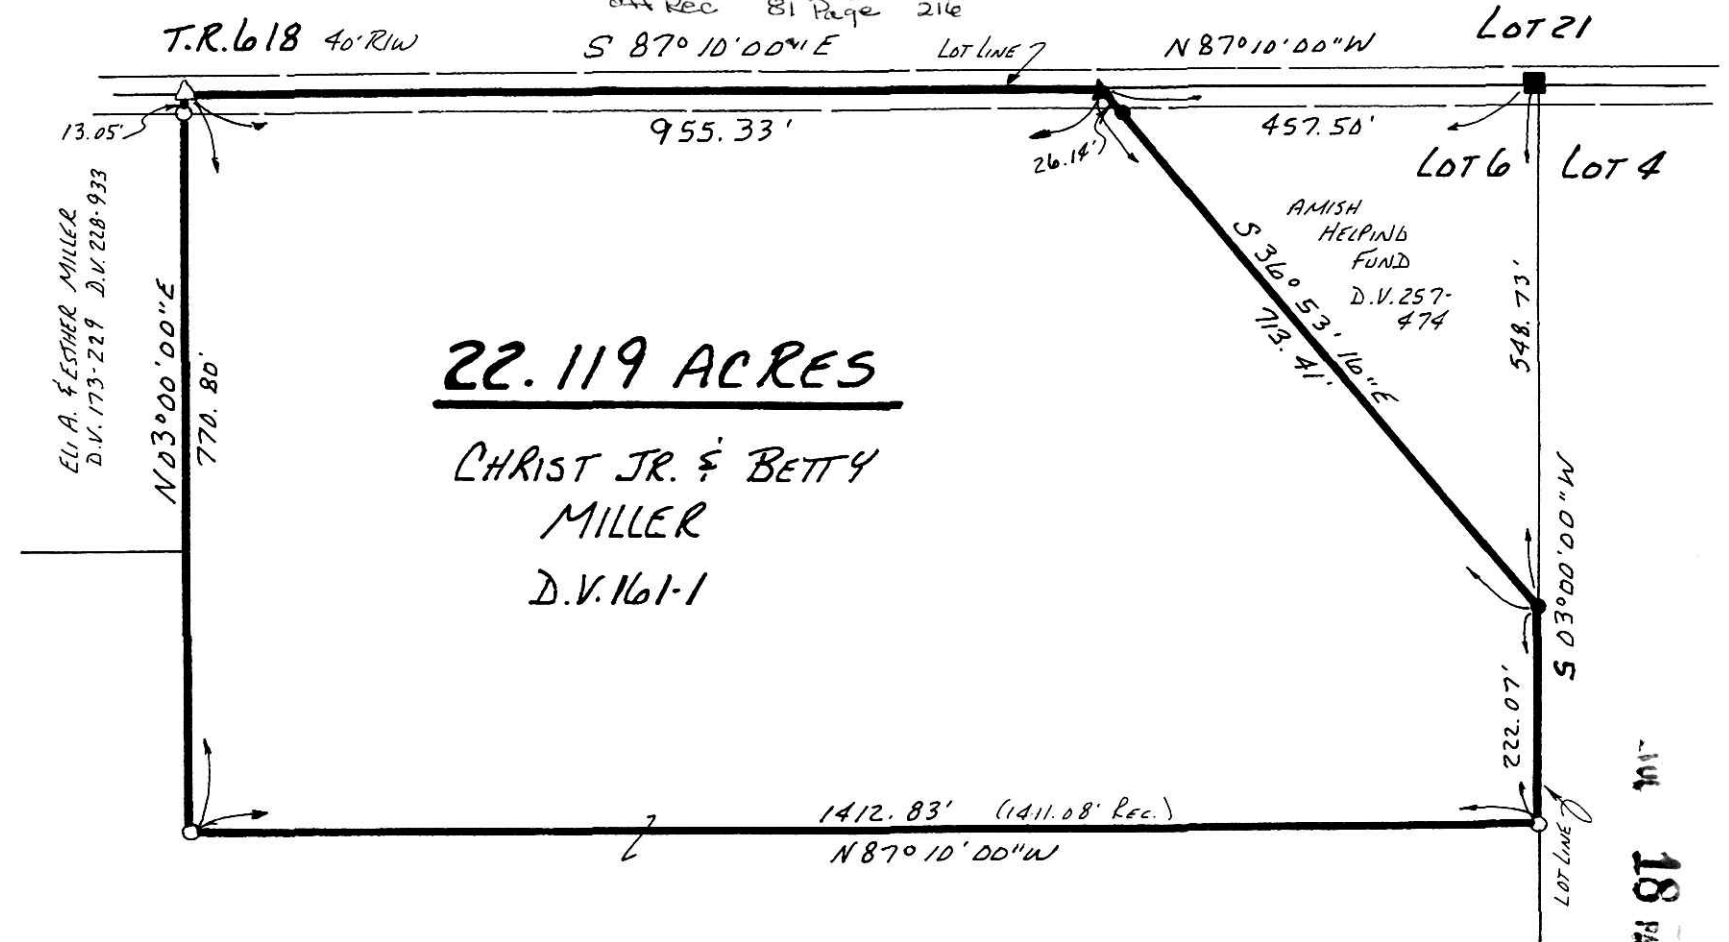 Off Rec 81 Page 216
T.R. 618 40' R/W
S 87° 10' 00" E
LOT LINE
N 87° 10' 00" W
LOT 21
13.05'
955.33'
26.14'
457.50'
LOT 6
LOT 4
ELI A. & ESTHER MILLER
D.V. 173-229 D.V. 228-933
N 03° 00' 00" E
770.80'
AMISH
HELPING
FUND
D.V. 257-
474
S 36° 53' 16" E
713.41'
548.73'
22.119 ACRES
CHRIST JR. & BETTY
MILLER
D.V. 161-1
S 03° 00' 00" W
222.07'
1412.83' (1411.08' REC.)
N 87° 10' 00" W
LOT LINE
18